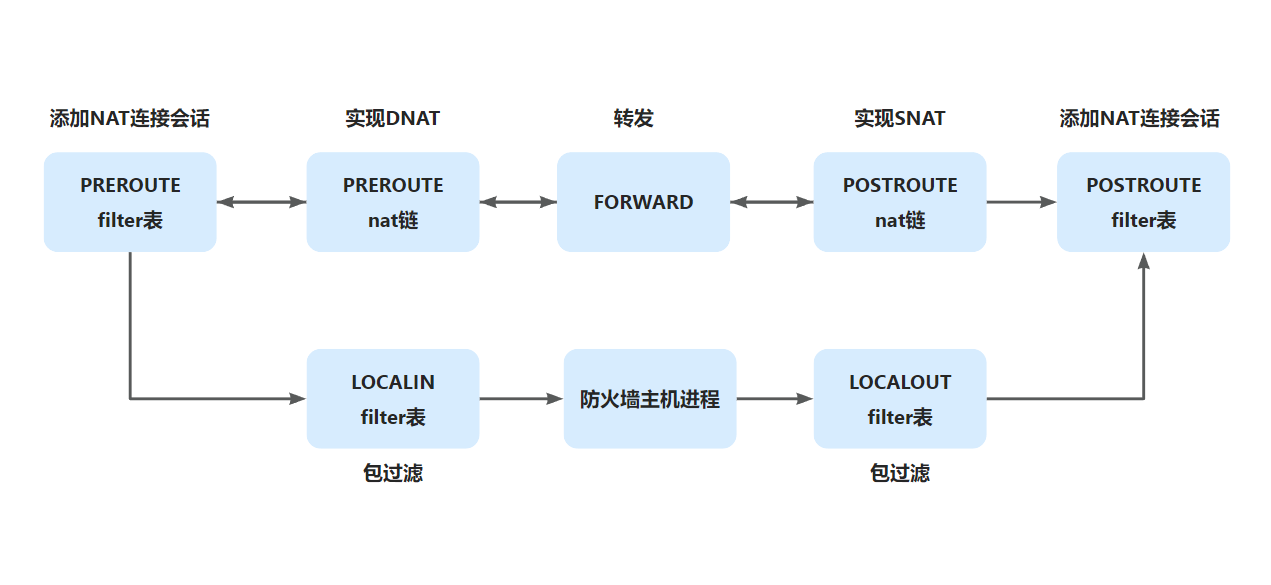 添加NAT连接会话
实现DNAT
转发
实现SNAT
添加NAT连接会话
PREROUTE
filter表
PREROUTE
nat链
FORWARD
POSTROUTE
nat链
POSTROUTE
filter表
LOCALIN
filter表
防火墙主机进程
LOCALOUT
filter表
包过滤
包过滤